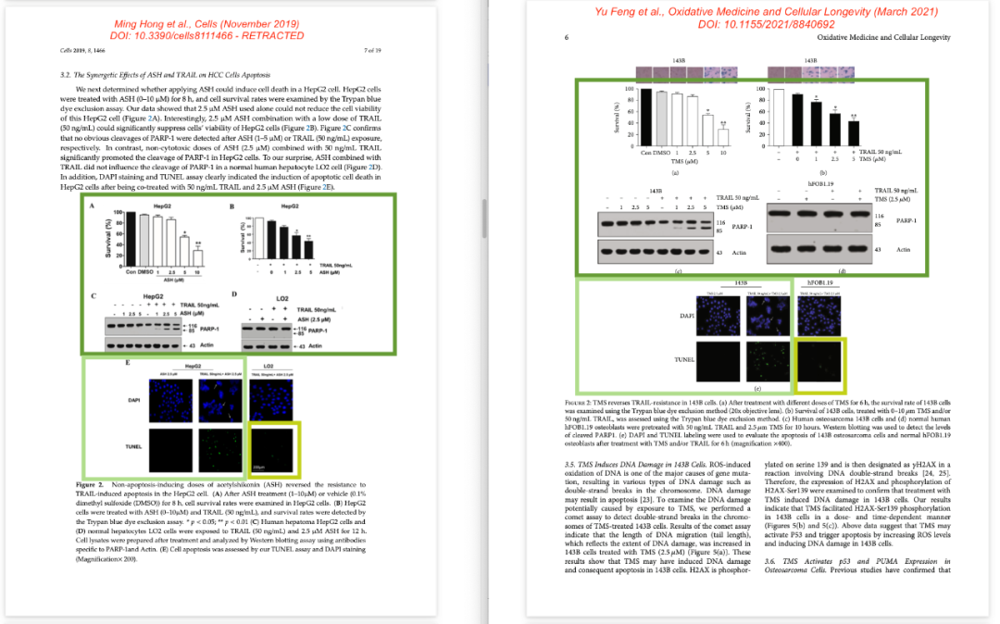 Ming Hong et al., Cells (November 2019)
DOI: 10.3390/cells8111466 - RETRACTED
Cells 2019, 8, 1466
7 of 19
3.2. The Synergetic Effects of ASH and TRAIL on HCC Cells Apoptosis
We next determined whether applying ASH could induce cell death in a HepG2 cell. HepG2 cells
were treated with ASH (0–10 μM) for 8 h, and cell survival rates were examined by the Trypan blue
dye exclusion assay. Our data showed that 2.5 μM ASH used alone could not reduce the cell viability
of this HepG2 cell (Figure 2A). Interestingly, 2.5 μM ASH combination with a low dose of TRAIL
(50 ng/mL) could significantly suppress cells' viability of HepG2 cells (Figure 2B). Figure 2C confirms
that no obvious cleavages of PARP-1 were detected after ASH (1–5 μM) or TRAIL (50 ng/mL) exposure,
respectively. In contrast, non-cytotoxic doses of ASH (2.5 μM) combined with 50 ng/mL TRAIL
significantly promoted the cleavage of PARP-1 in HepG2 cells. To our surprise, ASH combined with
TRAIL did not influence the cleavage of PARP-1 in a normal human hepatocyte LO2 cell (Figure 2D).
In addition, DAPI staining and TUNEL assay clearly indicated the induction of apoptotic cell death in
HepG2 cells after being co-treated with 50 ng/mL TRAIL and 2.5 μM ASH (Figure 2E).
A HepG2
Survival (%)
100
80
60
40
20
0
* **
Con DMSO 1 2.5 5 10
ASH (μM)
B HepG2
Survival (%)
* **
- + + + + TRAIL 50ng/mL
- 0 1 2.5 5 ASH (μM)
C HepG2
- - - - + + + + TRAIL 50ng/mL
- 1 2.5 5 - 1 2.5 5 ASH (μM)
116
85
PARP-1
43 Actin
D LO2
- - + + TRAIL 50ng/mL
- + - + ASH (2.5 μM)
116
85
PARP-1
43 Actin
E HepG2 LO2
ASH 2.5 μM TRAIL 50ng/mL+ ASH 2.5 μM TRAIL 50ng/mL+ ASH 2.5 μM
DAPI
TUNEL
Figure 2. Non-apoptosis-inducing doses of acetylshikonin (ASH) reversed the resistance to
TRAIL-induced apoptosis in the HepG2 cell. (A) After ASH treatment (1–10μM) or vehicle (0.1%
dimethyl sulfoxide (DMSO)) for 8 h, cell survival rates were examined in HepG2 cells. (B) HepG2
cells were treated with ASH (0–10μM) and TRAIL (50 ng/mL), and survival rates were detected by
the Trypan blue dye exclusion assay. * p < 0.05; ** p < 0.01 (C) Human hepatoma HepG2 cells and
(D) normal hepatocytes LO2 cells were exposed to TRAIL (50 ng/mL) and 2.5 μM ASH for 12 h.
Cell lysates were prepared after treatment and analyzed by Western blotting assay using antibodies
specific to PARP-1and Actin. (E) Cell apoptosis was assessed by our TUNEL assay and DAPI staining
(Magnification× 200).
Yu Feng et al., Oxidative Medicine and Cellular Longevity (March 2021)
DOI: 10.1155/2021/8840692
6
Oxidative Medicine and Cellular Longevity
143B
Survival (%)
100
80
60
40
20
0
* **
Con DMSO 1 2.5 5 10
TMS (μM)
(a)
143B
Survival (%)
100
80
60
40
20
0
* * **
- - + + + TRAIL 50 ng/mL
- 0 1 2.5 5 TMS (μM)
(b)
143B
- - - - + + + + TRAIL 50 ng/mL
- 1 2.5 5 - 1 2.5 5 TMS (μM)
116
85
PARP-1
43 Actin
(c)
hFOB1.19
- - + + TRAIL 50 ng/mL
- + - + TMS (2.5 μM)
116
85
PARP-1
43 Actin
(d)
143B hFOB1.19
DAPI
TUNEL
(e)
Figure 2: TMS reverses TRAIL-resistance in 143B cells. (a) After treatment with different doses of TMS for 6 h, the survival rate of 143B cells
was examined using the Trypan blue dye exclusion method (20x objective lens). (b) Survival of 143B cells, treated with 0–10 μm TMS and/or
50 ng/mL TRAIL, was assessed using the Trypan blue dye exclusion method. (c) Human osteosarcoma 143B cells and (d) normal human
hFOB1.19 osteoblasts were pretreated with 50 ng/mL TRAIL and 2.5 μm TMS for 10 hours. Western blotting was used to detect the levels
of cleaved PARP1. (e) DAPI and TUNEL labeling were used to evaluate the apoptosis of 143B osteosarcoma cells and normal hFOB1.19
osteoblasts after treatment with TMS and/or TRAIL for 6 h (magnification ×400).
3.5. TMS Induces DNA Damage in 143B Cells. ROS-induced
oxidation of DNA is one of the major causes of gene muta-
tion, resulting in various types of DNA damage such as
double-strand breaks in the chromosome. DNA damage
may result in apoptosis [23]. To examine the DNA damage
potentially caused by exposure to TMS, we performed a
comet assay to detect double-strand breaks in the chromo-
somes of TMS-treated 143B cells. Results of the comet assay
indicate that the length of DNA migration (tail length),
which reflects the extent of DNA damage, was increased in
143B cells treated with TMS (2.5 μM) (Figure 5(a)). These
results show that TMS may have induced DNA damage
and consequent apoptosis in 143B cells. H2AX is phosphor-
ylated on serine 139 and is then designated as γH2AX in a
reaction involving DNA double-strand breaks [24, 25].
Therefore, the expression of H2AX and phosphorylation of
H2AX-Ser139 were examined to confirm that treatment with
TMS induced DNA damage in 143B cells. Our results
indicate that TMS facilitated H2AX-Ser139 phosphorylation
in 143B cells in a dose- and time-dependent manner
(Figures 5(b) and 5(c)). Above data suggest that TMS may
activate P53 and trigger apoptosis by increasing ROS levels
and inducing DNA damage in 143B cells.
3.6. TMS Activates p53 and PUMA Expression in
Osteosarcoma Cells. Previous studies have confirmed that